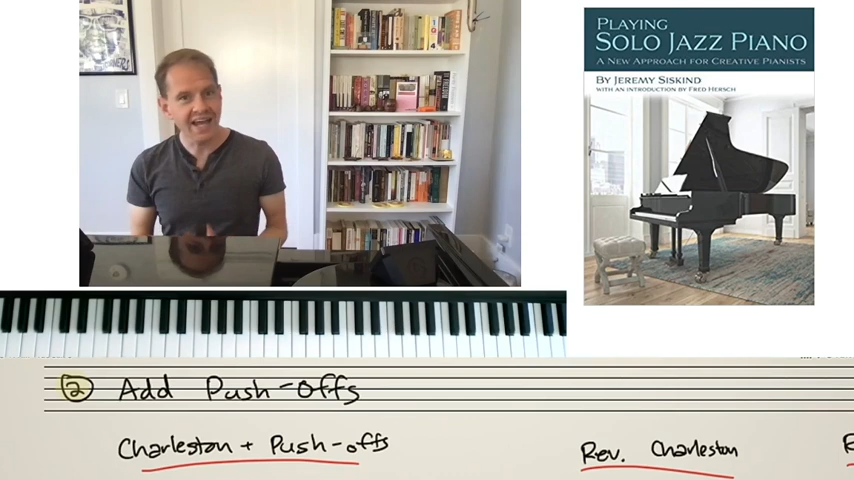 PLAYING
SOLO JAZZ PIANO
A NEW APPROACH FOR CREATIVE PIANISTS
BY JEREMY SISKIND
WITH AN INTRODUCTION BY FRED HERSCH
② Add Push-offs
Charleston + Push-offs
Rev. Charleston